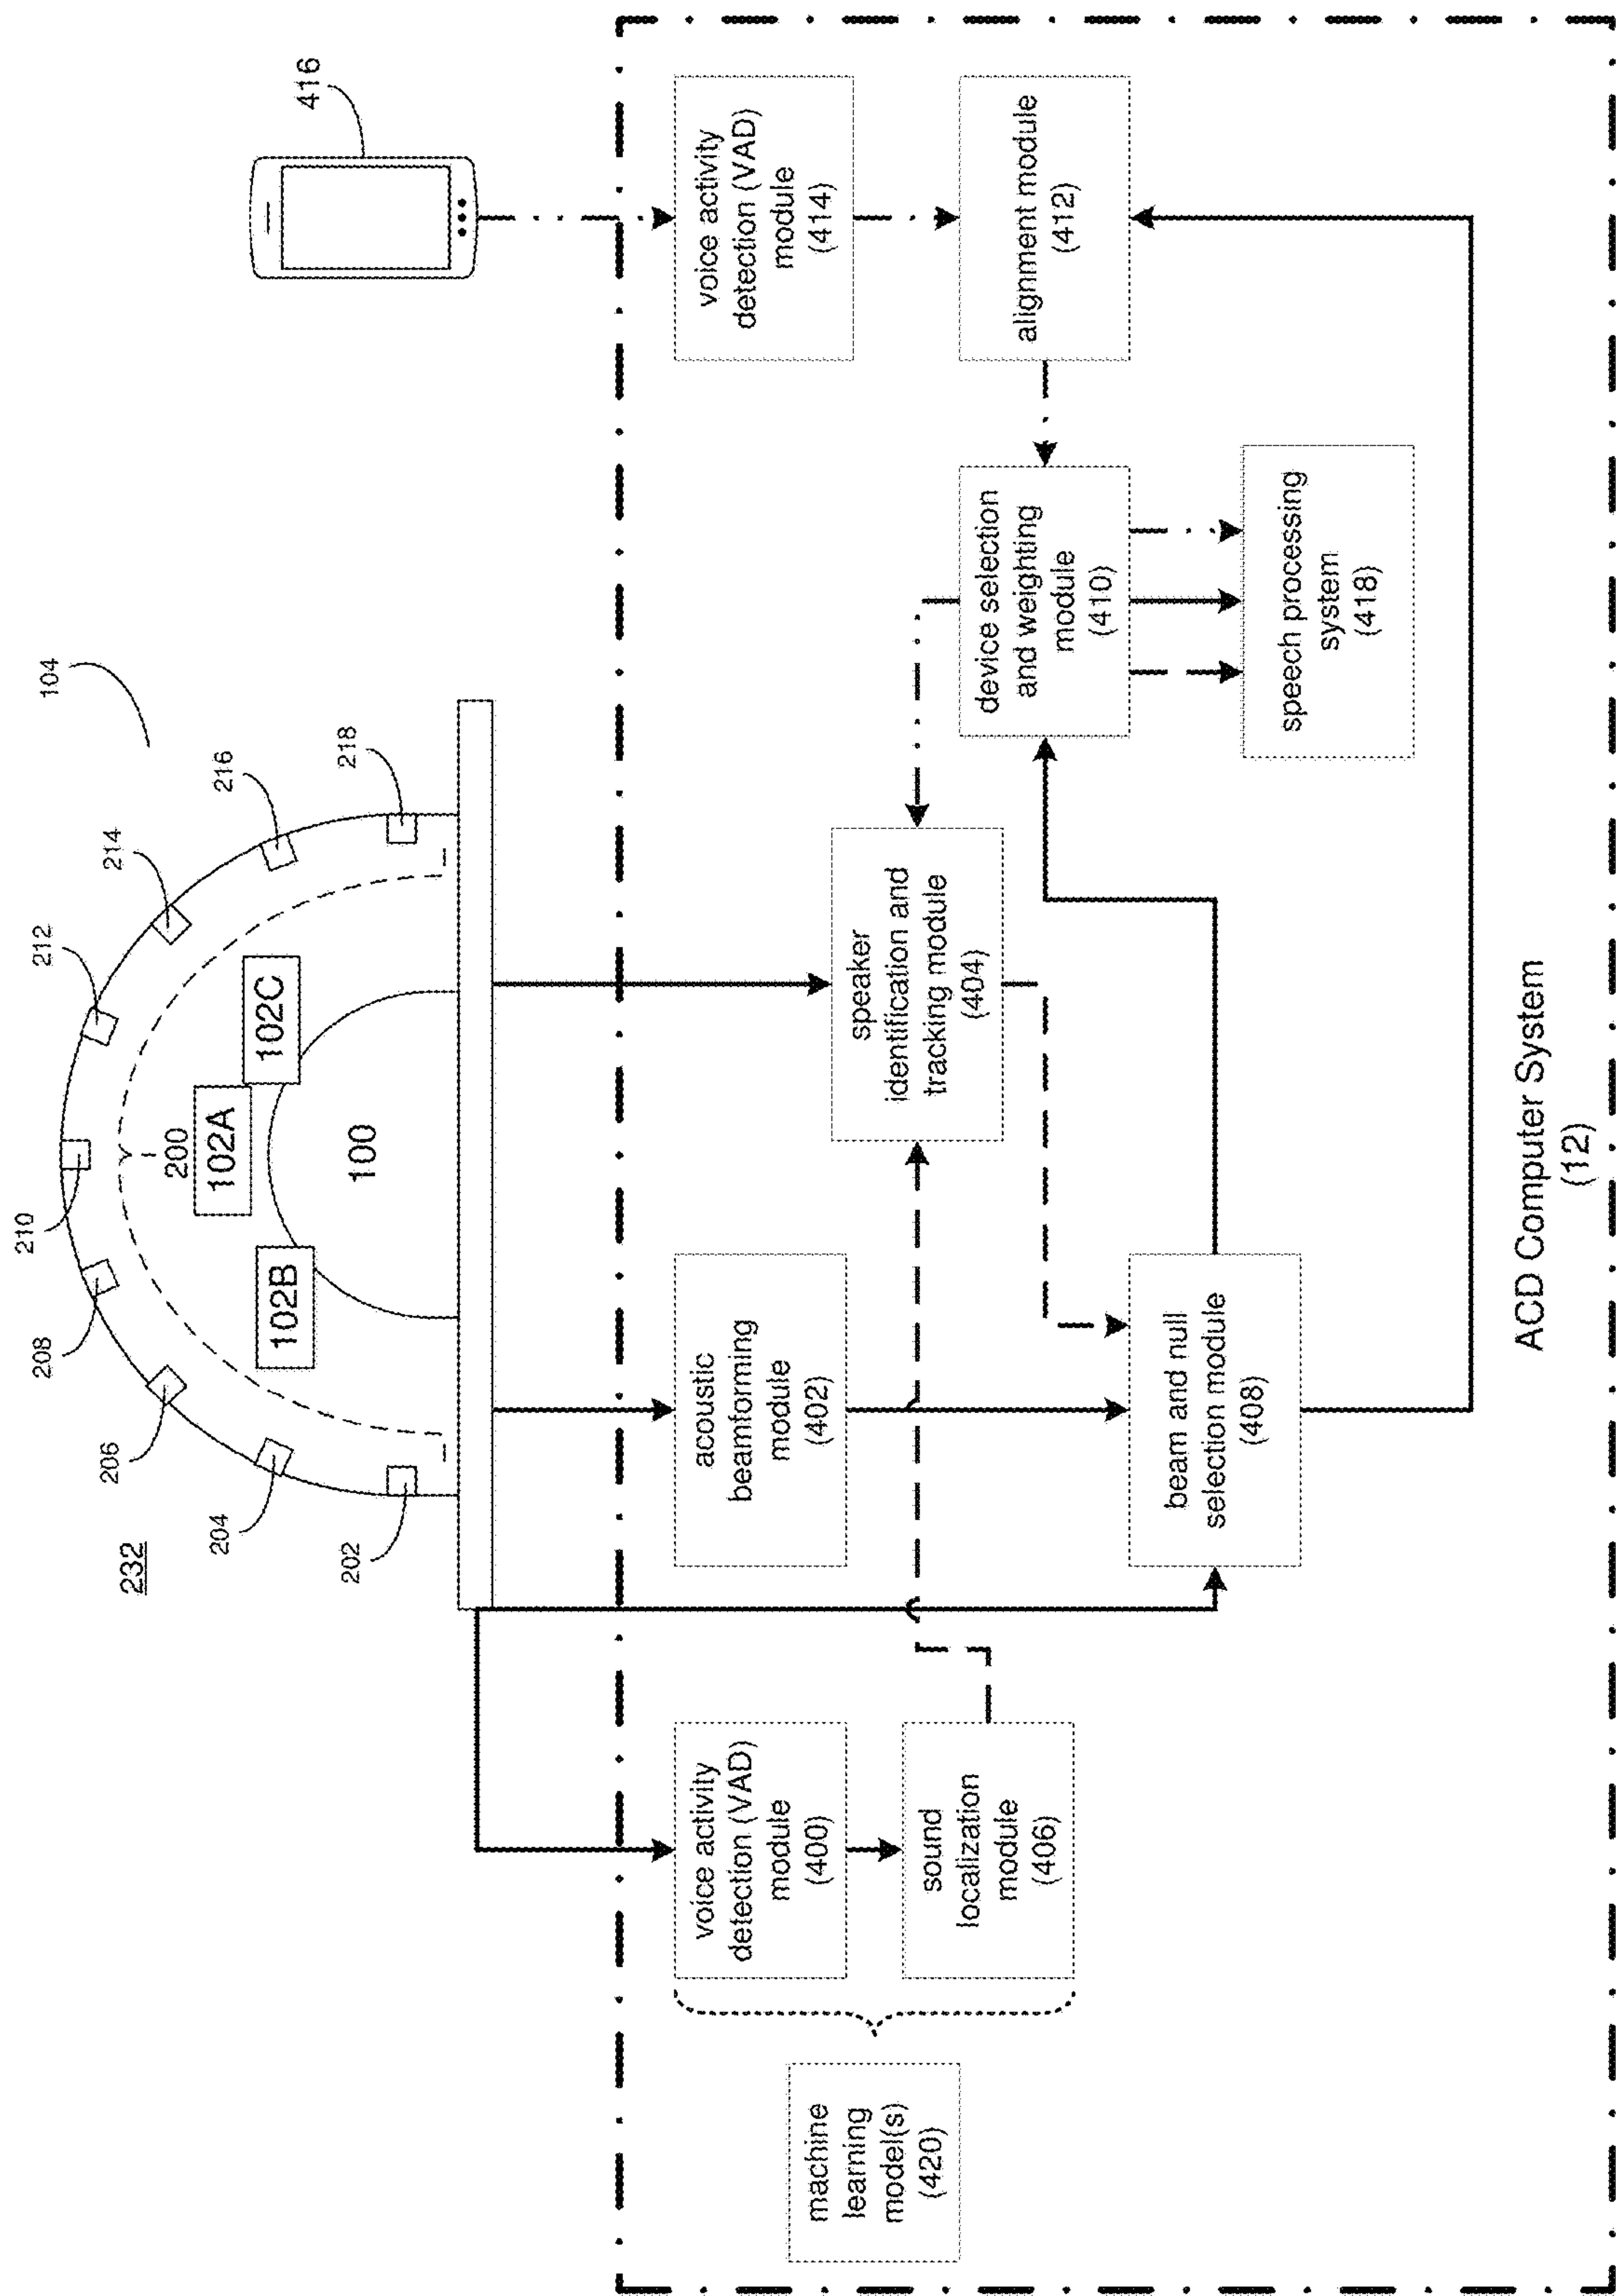 232
104
202
204
206
208
210
212
214
216
218
200
102B
102A
102C
100
416
voice activity
detection (VAD)
module
(400)
acoustic
beamforming
module
(402)
voice activity
detection (VAD)
module
(414)
machine
learning
model(s)
(420)
sound
localization
module
(406)
speaker
identification and
tracking module
(404)
device selection
and weighting
module
(410)
alignment module
(412)
beam and null
selection module
(408)
speech processing
system
(418)
ACD Computer System
(12)